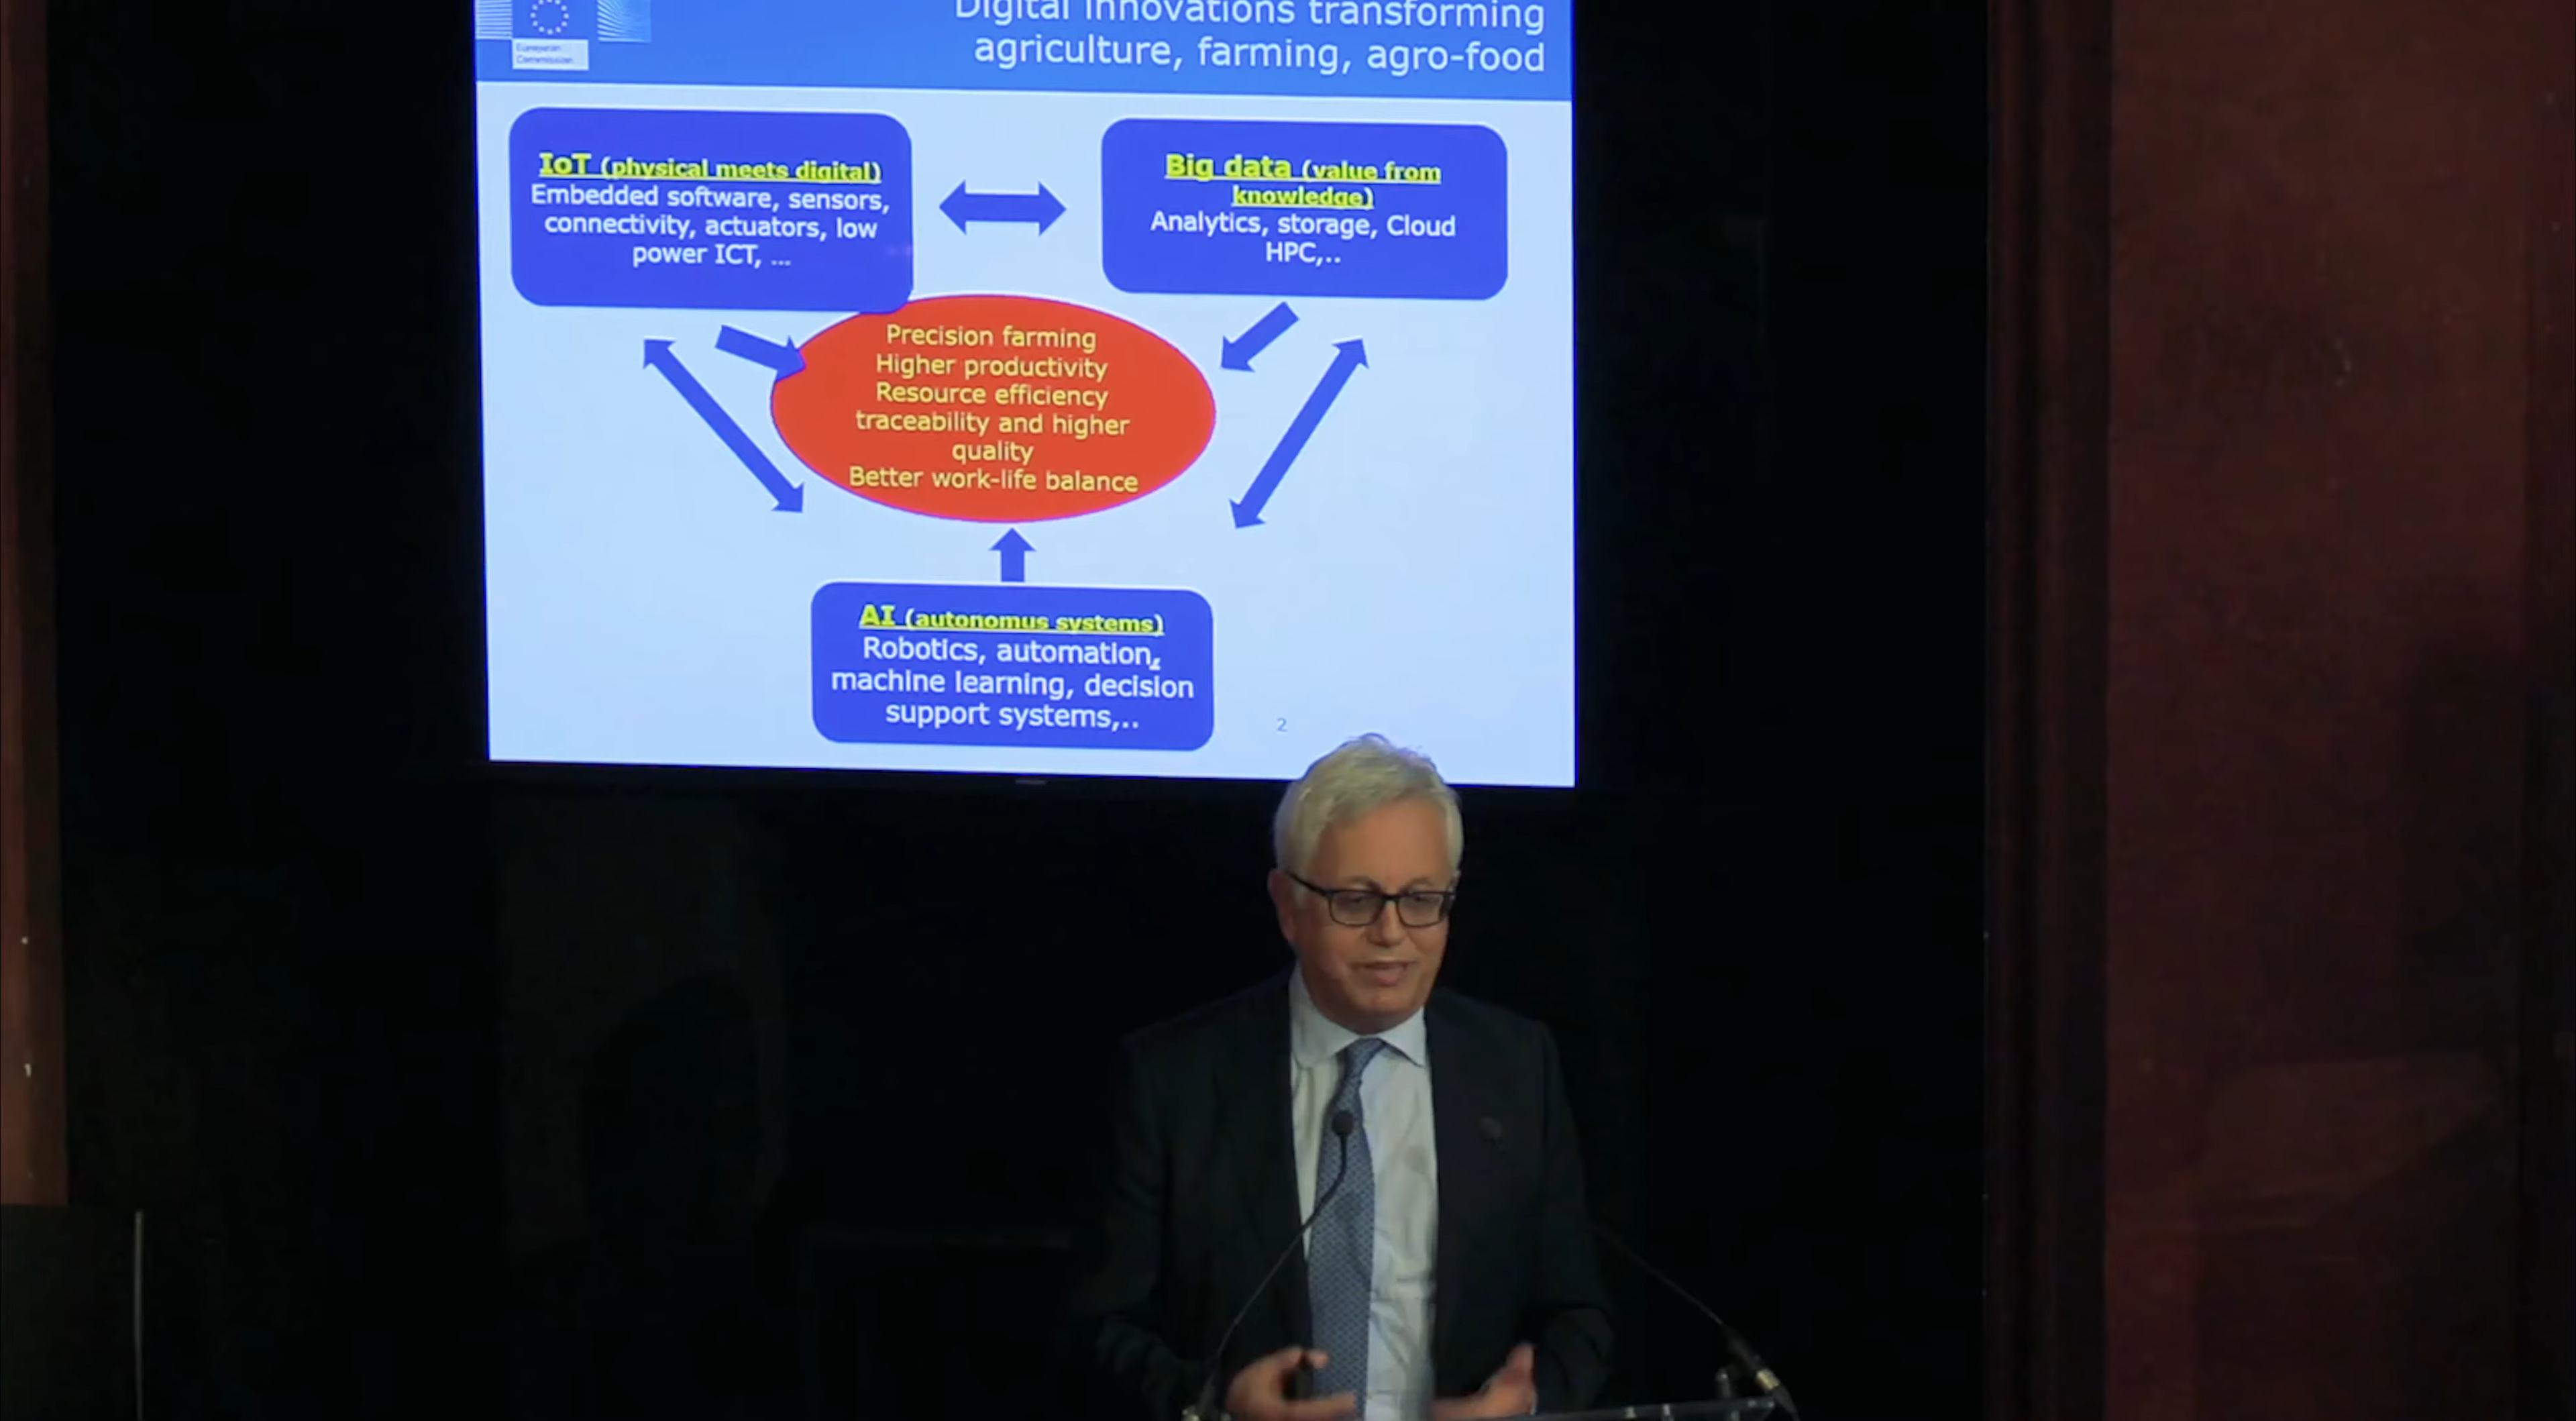 European
Commission
Digital innovations transforming
agriculture, farming, agro-food
IoT (physical meets digital)
Embedded software, sensors,
connectivity, actuators, low
power ICT, ...
Big data (value from
knowledge)
Analytics, storage, Cloud
HPC,..
Precision farming
Higher productivity
Resource efficiency
traceability and higher
quality
Better work-life balance
AI (autonomus systems)
Robotics, automation,
machine learning, decision
support systems,..
2